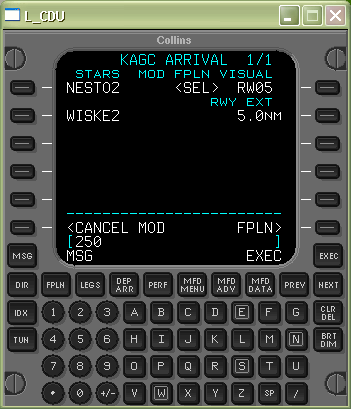 L_CDU
Collins
KAGC ARRIVAL 1/1
STARS MOD FPLN VISUAL
NESTO2 <SEL> RW05
RWY EXT
WISKE2 5.0NM
<CANCEL MOD FPLN>
[250 ]
MSG EXEC
MSG EXEC
DIR FPLN LEGS DEP ARR PERF MFD MENU MFD ADV MFD DATA PREV NEXT
IDX 1 2 3 A B C D E F G CLR DEL
TUN 4 5 6 H I J K L M N BRT DIM
7 8 9 O P Q R S T U
• 0 +/- V W X Y Z SP /